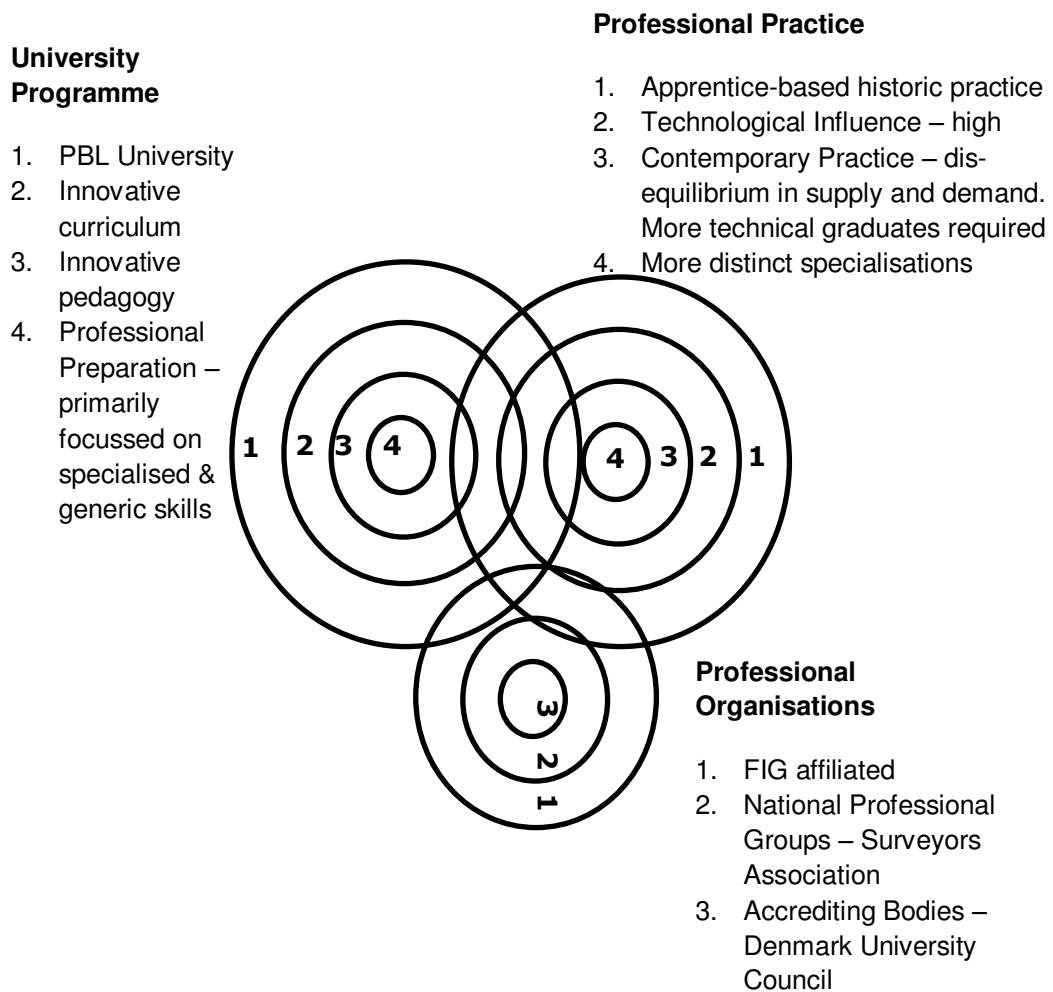 University
Programme
1. PBL University
2. Innovative
curriculum
3. Innovative
pedagogy
4. Professional
Preparation –
primarily
focussed on
specialised &
generic skills
Professional Practice
1. Apprentice-based historic practice
2. Technological Influence – high
3. Contemporary Practice – dis-
equilibrium in supply and demand.
More technical graduates required
4. More distinct specialisations
1 2 3 4
4 3 2 1
3
2
1
Professional
Organisations
1. FIG affiliated
2. National Professional
Groups – Surveyors
Association
3. Accrediting Bodies –
Denmark University
Council